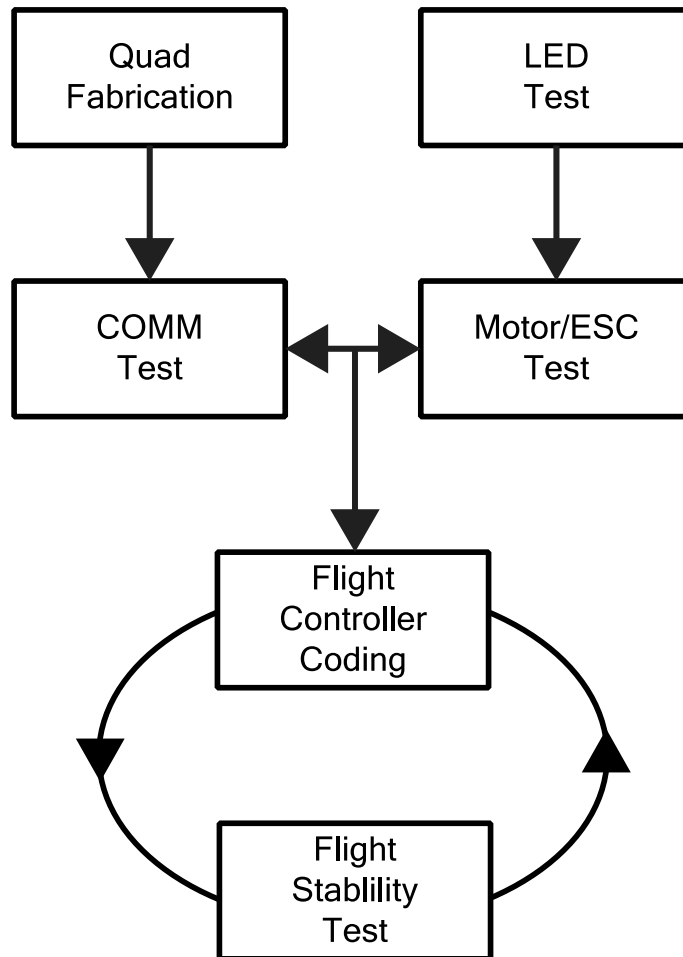 Quad
Fabrication
LED
Test
COMM
Test
Motor/ESC
Test
Flight
Controller
Coding
Flight
Stablility
Test